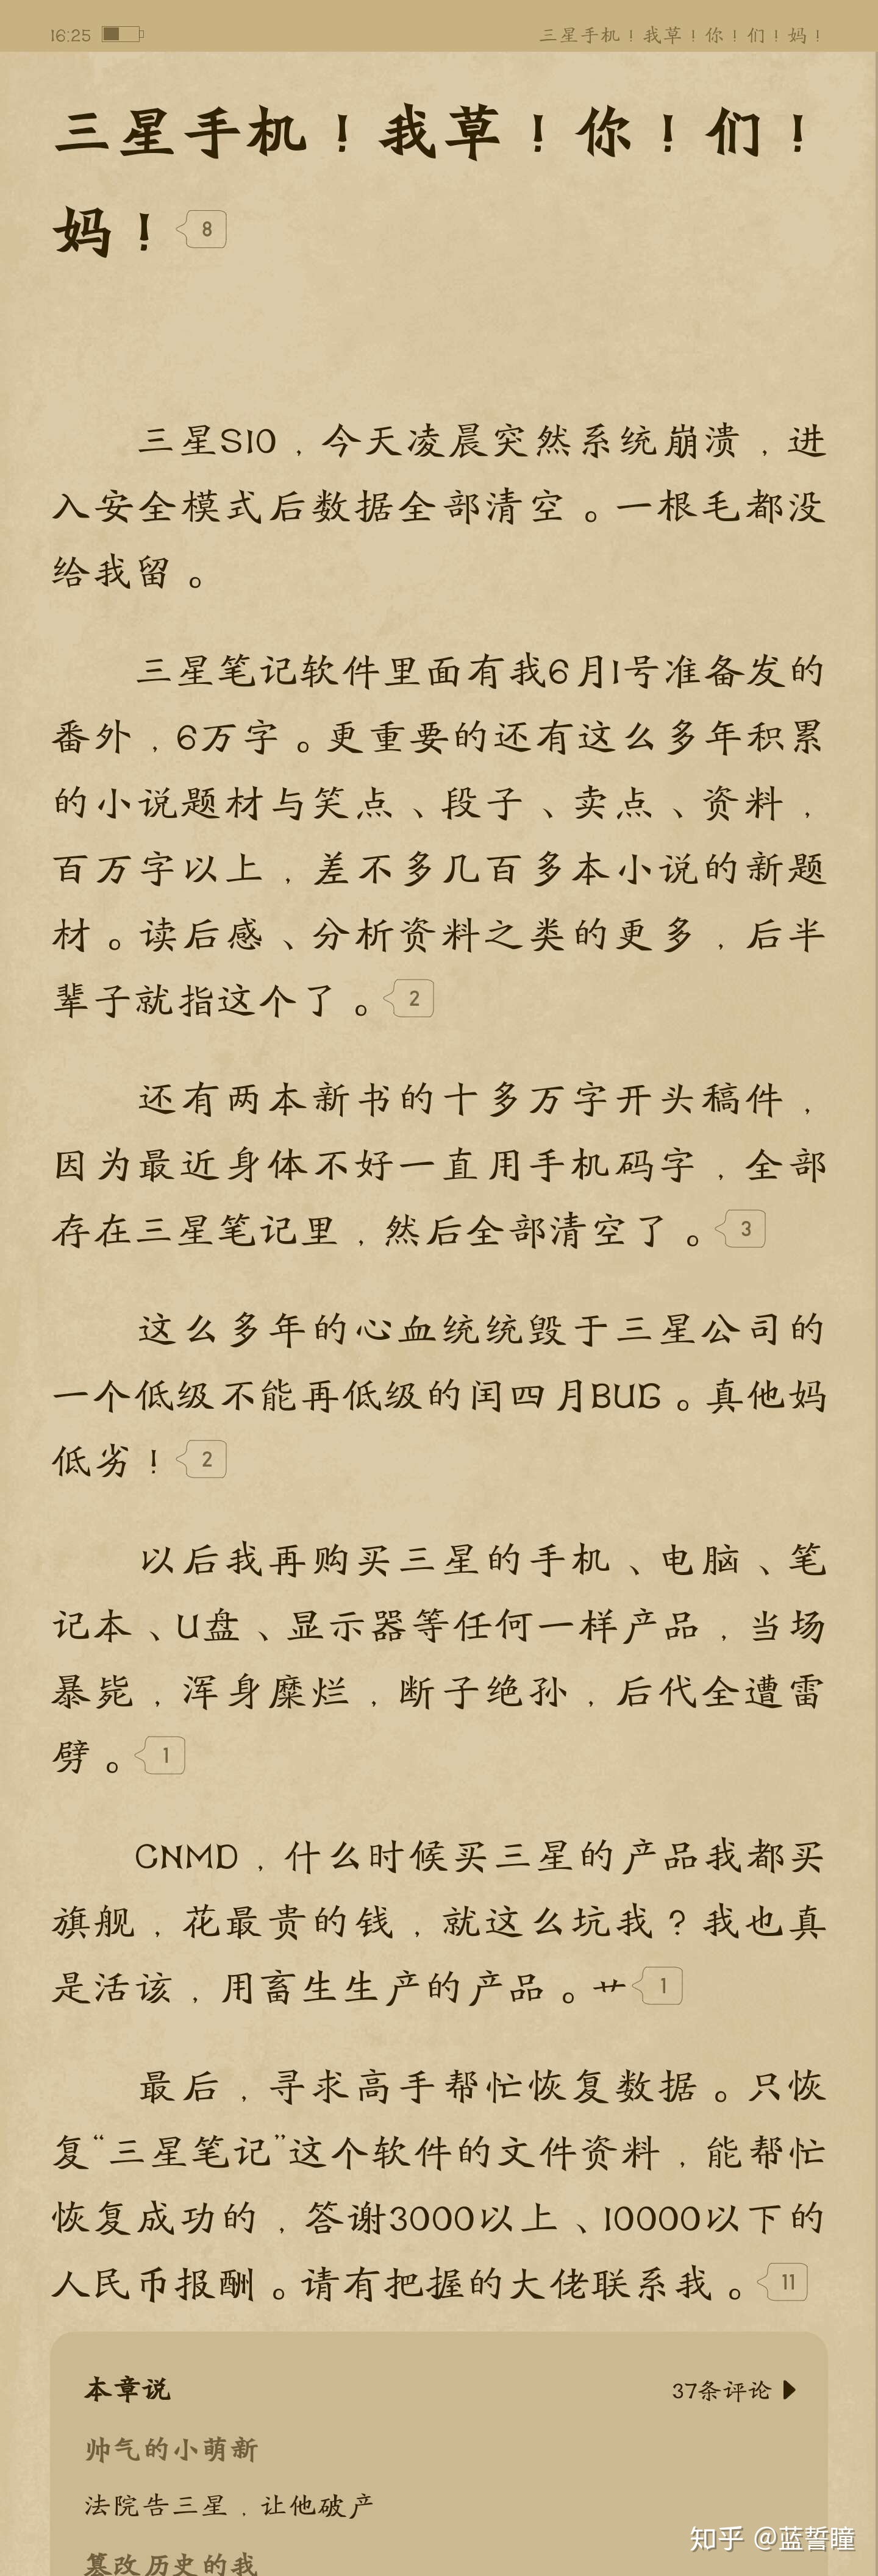 16:25
三星手机！我草！你！们！妈！
三星手机！我草！你！们！
妈！ 8
三星S10，今天凌晨突然系统崩溃，进
入安全模式后数据全部清空。一根毛都没
给我留。
三星笔记软件里面有我6月1号准备发的
番外，6万字。更重要的还有这么多年积累
的小说题材与笑点、段子、卖点、资料，
百万字以上，差不多几百多本小说的新题
材。读后感、分析资料之类的更多，后半
辈子就指这个了。 2
还有两本新书的十多万字开头稿件，
因为最近身体不好一直用手机码字，全部
存在三星笔记里，然后全部清空了。 3
这么多年的心血统统毁于三星公司的
一个低级不能再低级的闰四月BUG。真他妈
低劣！ 2
以后我再购买三星的手机、电脑、笔
记本、U盘、显示器等任何一样产品，当场
暴毙，浑身糜烂，断子绝孙，后代全遭雷
劈。 1
CNMD，什么时候买三星的产品我都买
旗舰，花最贵的钱，就这么坑我？我也真
是活该，用畜生生产的产品。艹 1
最后，寻求高手帮忙恢复数据。只恢
复“三星笔记”这个软件的文件资料，能帮忙
恢复成功的，答谢3000以上、10000以下的
人民币报酬。请有把握的大佬联系我。 11
本章说
37条评论
帅气的小萌新
法院告三星，让他破产
篡改历史的我
知乎 @蓝誓瞳